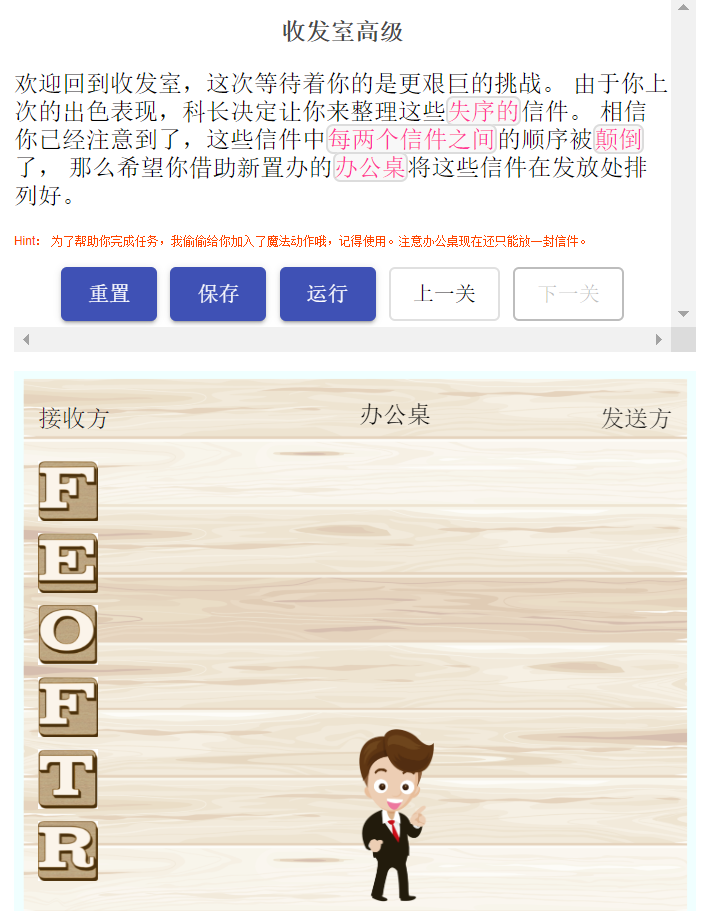 收发室高级
欢迎回到收发室，这次等待着你的是更艰巨的挑战。 由于你上
次的出色表现，科长决定让你来整理这些失序的信件。 相信
你已经注意到了，这些信件中每两个信件之间的顺序被颠倒
了， 那么希望你借助新置办的办公桌将这些信件在发放处排
列好。
Hint： 为了帮助你完成任务，我偷偷给你加入了魔法动作哦，记得使用。注意办公桌现在还只能放一封信件。
重置 保存 运行 上一关 下一关
接收方 办公桌 发送方
F
E
O
F
T
R